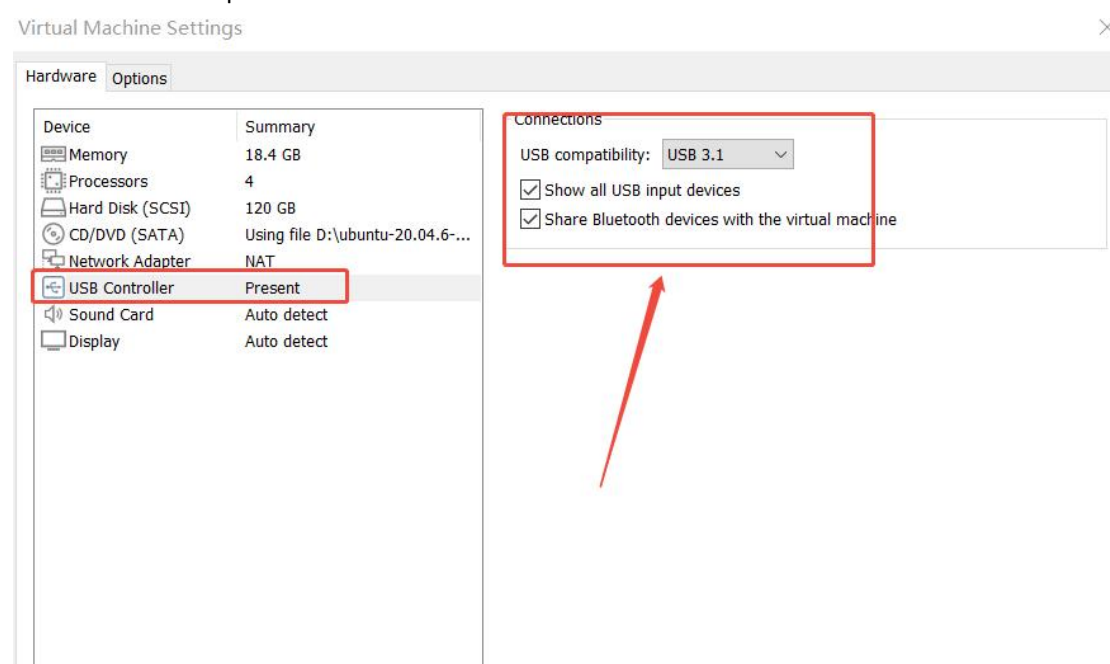 Virtual Machine Settings
Hardware Options
Device Summary
Memory 18.4 GB
Processors 4
Hard Disk (SCSI) 120 GB
CD/DVD (SATA) Using file D:\ubuntu-20.04.6-...
Network Adapter NAT
USB Controller Present
Sound Card Auto detect
Display Auto detect
Connections
USB compatibility: USB 3.1
Show all USB input devices
Share Bluetooth devices with the virtual machine